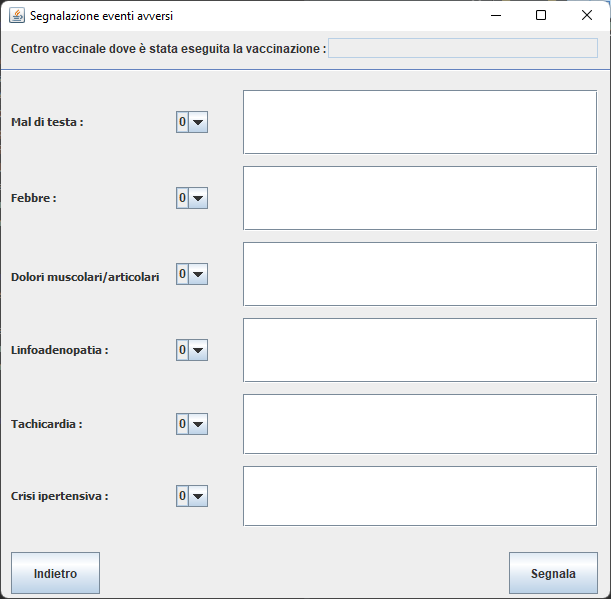 Segnalazione eventi avversi
Centro vaccinale dove è stata eseguita la vaccinazione :
Mal di testa : 0
Febbre : 0
Dolori muscolari/articolari 0
Linfoadenopatia : 0
Tachicardia : 0
Crisi ipertensiva : 0
Indietro Segnala